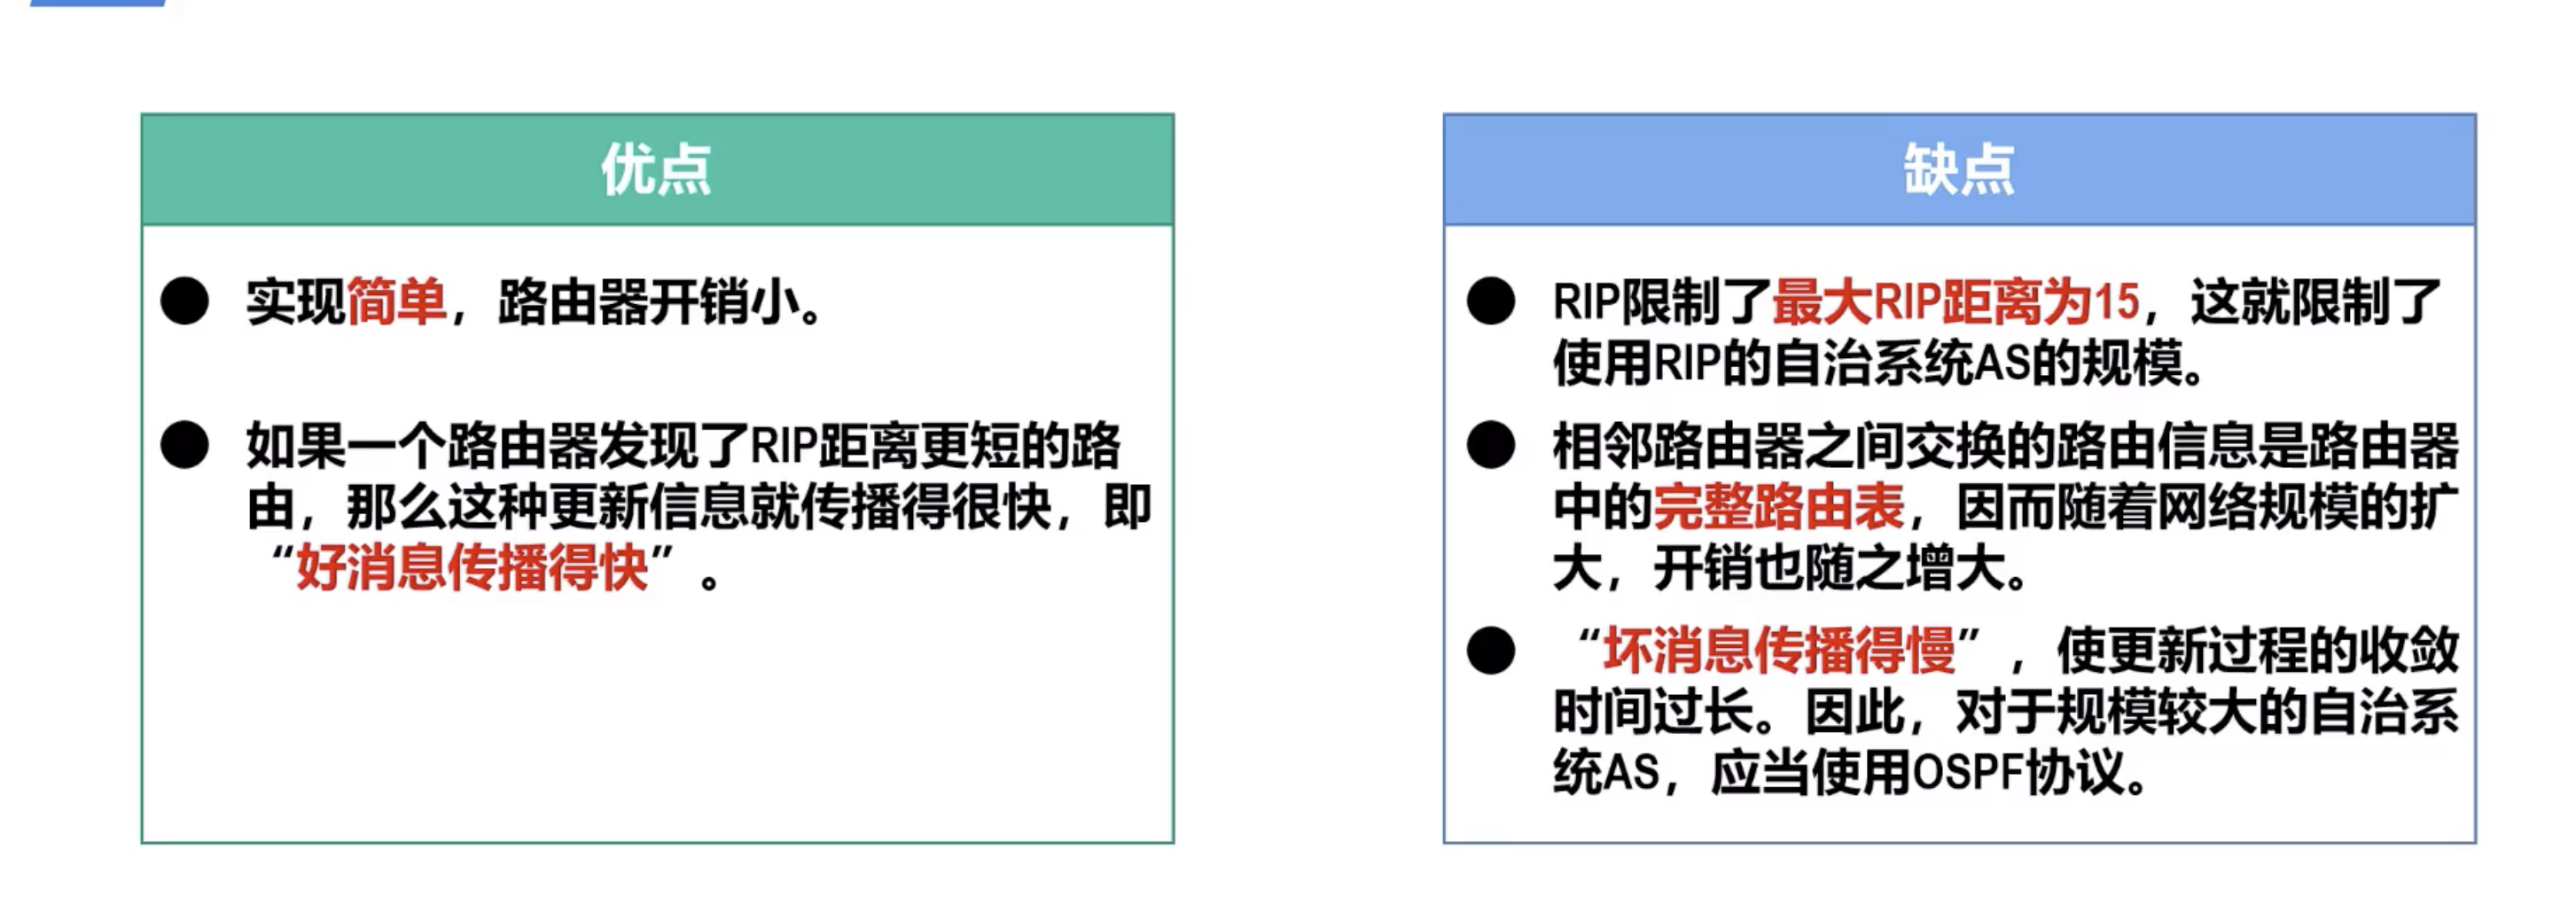 优点
● 实现简单，路由器开销小。
● 如果一个路由器发现了RIP距离更短的路
由，那么这种更新信息就传播得很快，即
“好消息传播得快”。
缺点
● RIP限制了最大RIP距离为15，这就限制了
使用RIP的自治系统AS的规模。
● 相邻路由器之间交换的路由信息是路由器
中的完整路由表，因而随着网络规模的扩
大，开销也随之增大。
● “坏消息传播得慢”，使更新过程的收敛
时间过长。因此，对于规模较大的自治系
统AS，应当使用OSPF协议。